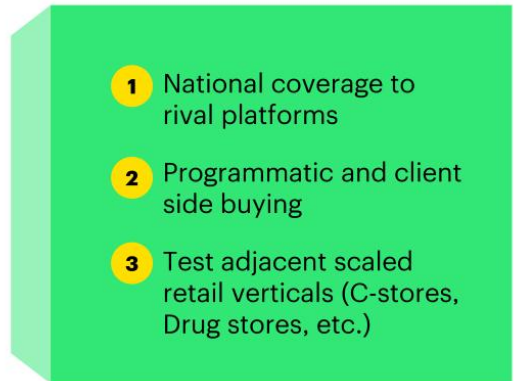 1 National coverage to
rival platforms
2 Programmatic and client
side buying
3 Test adjacent scaled
retail verticals (C-stores,
Drug stores, etc.)